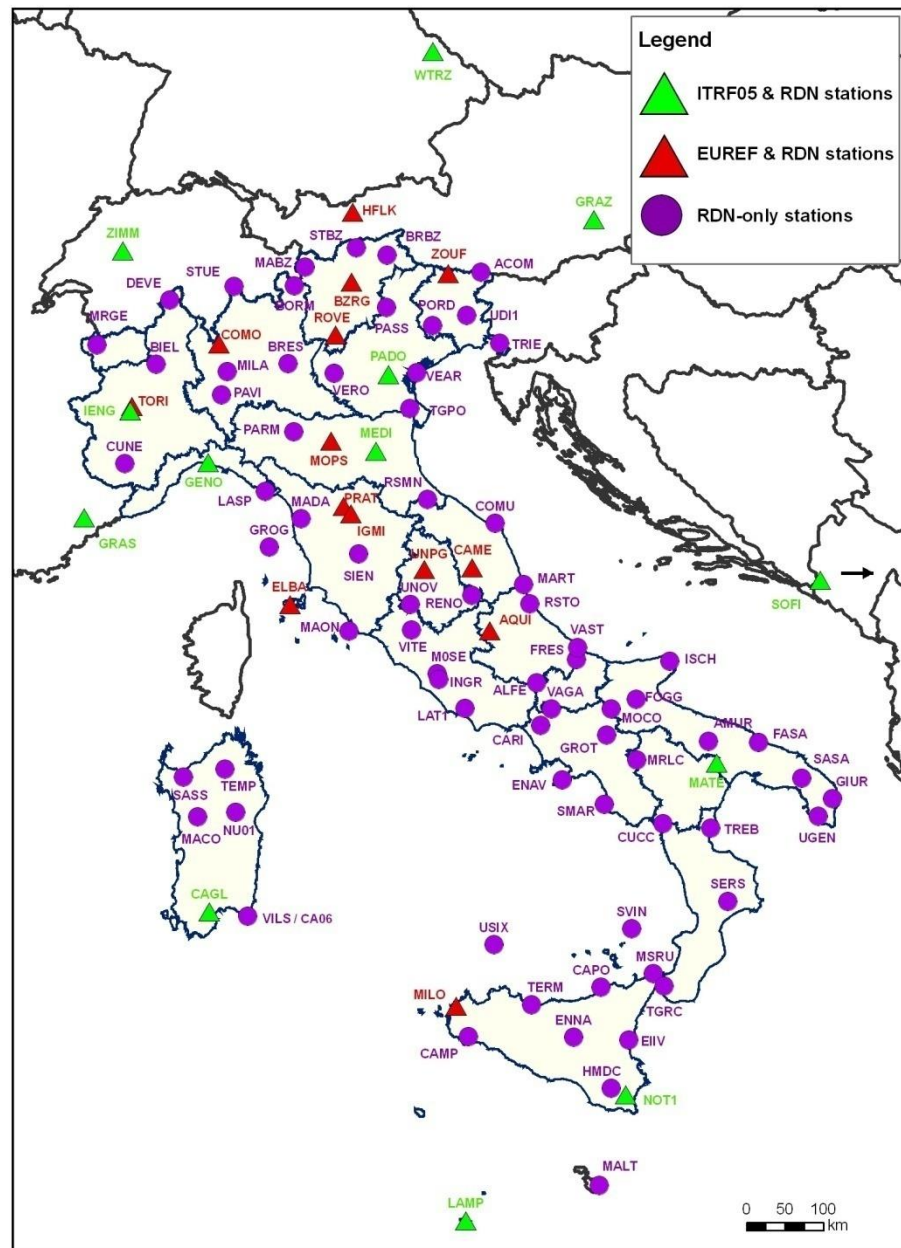 Legend
ITRF05 & RDN stations
EUREF & RDN stations
RDN-only stations
WTRZ
GRAZ
HFLK
ZIMM
STBZ
BRBZ
ZOUF
ACOM
MABZ
STUE
DEVE
BORM
BZRG
PASS
PORD
UDI1
MRGE
COMO
ROVE
TRIE
BIEL
BRES
MILA
PADO
VERO
VEAR
PAVI
IENG
TORI
TGPO
PARM
MEDI
CUNE
MOPS
GENO
LASP
MADA
PRAT
RSMN
GRAS
IGMI
COMU
GROG
SIEN
UNPG
CAME
ELBA
UNOV
RENO
MART
RSTO
SOFI
MAON
VITE
AQUI
VAST
FRES
ISCH
M0SE
INGR
ALFE
VAGA
FOGG
LAT1
CARI
MOCO
AMUR
FASA
GROT
MRLC
MATE
SASA
GIUR
ENAV
SMAR
CUCC
TREB
UGEN
SASS
TEMP
MACO
NU01
CAGL
VILS / CA06
SERS
USIX
SVIN
MSRU
CAPO
MILO
TERM
TGRC
CAMP
ENNA
EIIV
HMDC
NOT1
MALT
LAMP
0 50 100
km